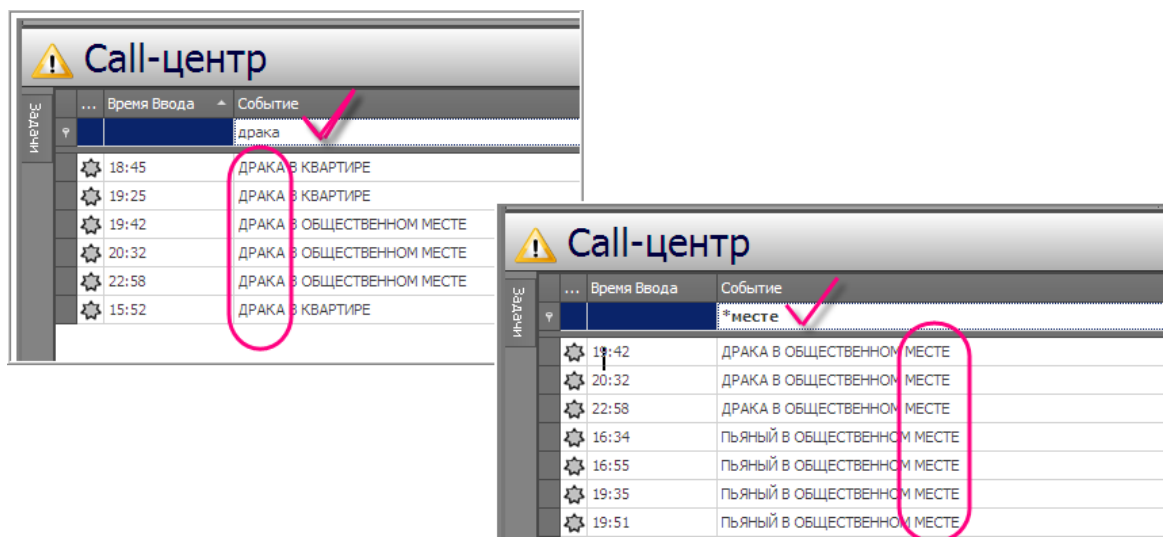 Call-центр
Задачи
... Время Ввода Событие
драка
18:45 ДРАКА В КВАРТИРЕ
19:25 ДРАКА В КВАРТИРЕ
19:42 ДРАКА В ОБЩЕСТВЕННОМ МЕСТЕ
20:32 ДРАКА В ОБЩЕСТВЕННОМ МЕСТЕ
22:58 ДРАКА В ОБЩЕСТВЕННОМ МЕСТЕ
15:52 ДРАКА В КВАРТИРЕ
Call-центр
Задачи
... Время Ввода Событие
*месте
19:42 ДРАКА В ОБЩЕСТВЕННОМ МЕСТЕ
20:32 ДРАКА В ОБЩЕСТВЕННОМ МЕСТЕ
22:58 ДРАКА В ОБЩЕСТВЕННОМ МЕСТЕ
16:34 ПЬЯНЫЙ В ОБЩЕСТВЕННОМ МЕСТЕ
16:55 ПЬЯНЫЙ В ОБЩЕСТВЕННОМ МЕСТЕ
19:35 ПЬЯНЫЙ В ОБЩЕСТВЕННОМ МЕСТЕ
19:51 ПЬЯНЫЙ В ОБЩЕСТВЕННОМ МЕСТЕ